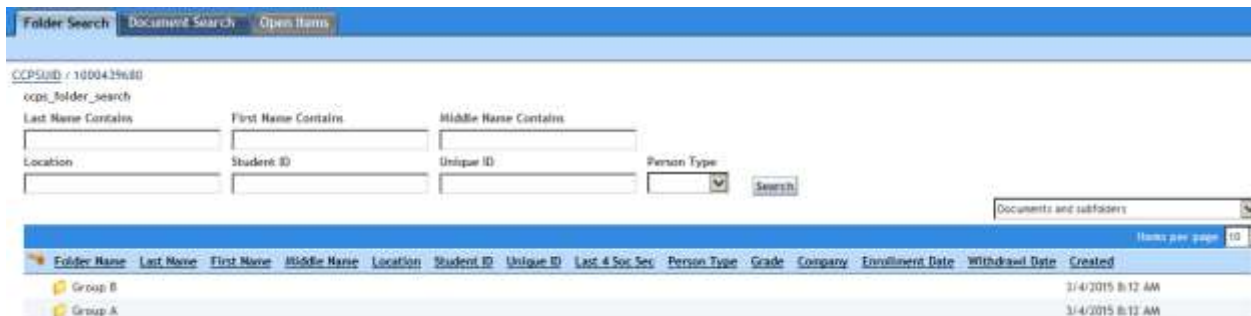 Folder Search Document Search Open Items
CCPSUID / 1000439680
ccps_folder_search
Last Name Contains First Name Contains Middle Name Contains
Location Student ID Unique ID Person Type
Search
Documents and subfolders
Items per page 10
Folder Name Last Name First Name Middle Name Location Student ID Unique ID Last 4 Soc Sec Person Type Grade Company Enrollment Date Withdrawl Date Created
Group B 3/4/2015 8:12 AM
Group A 3/4/2015 8:12 AM